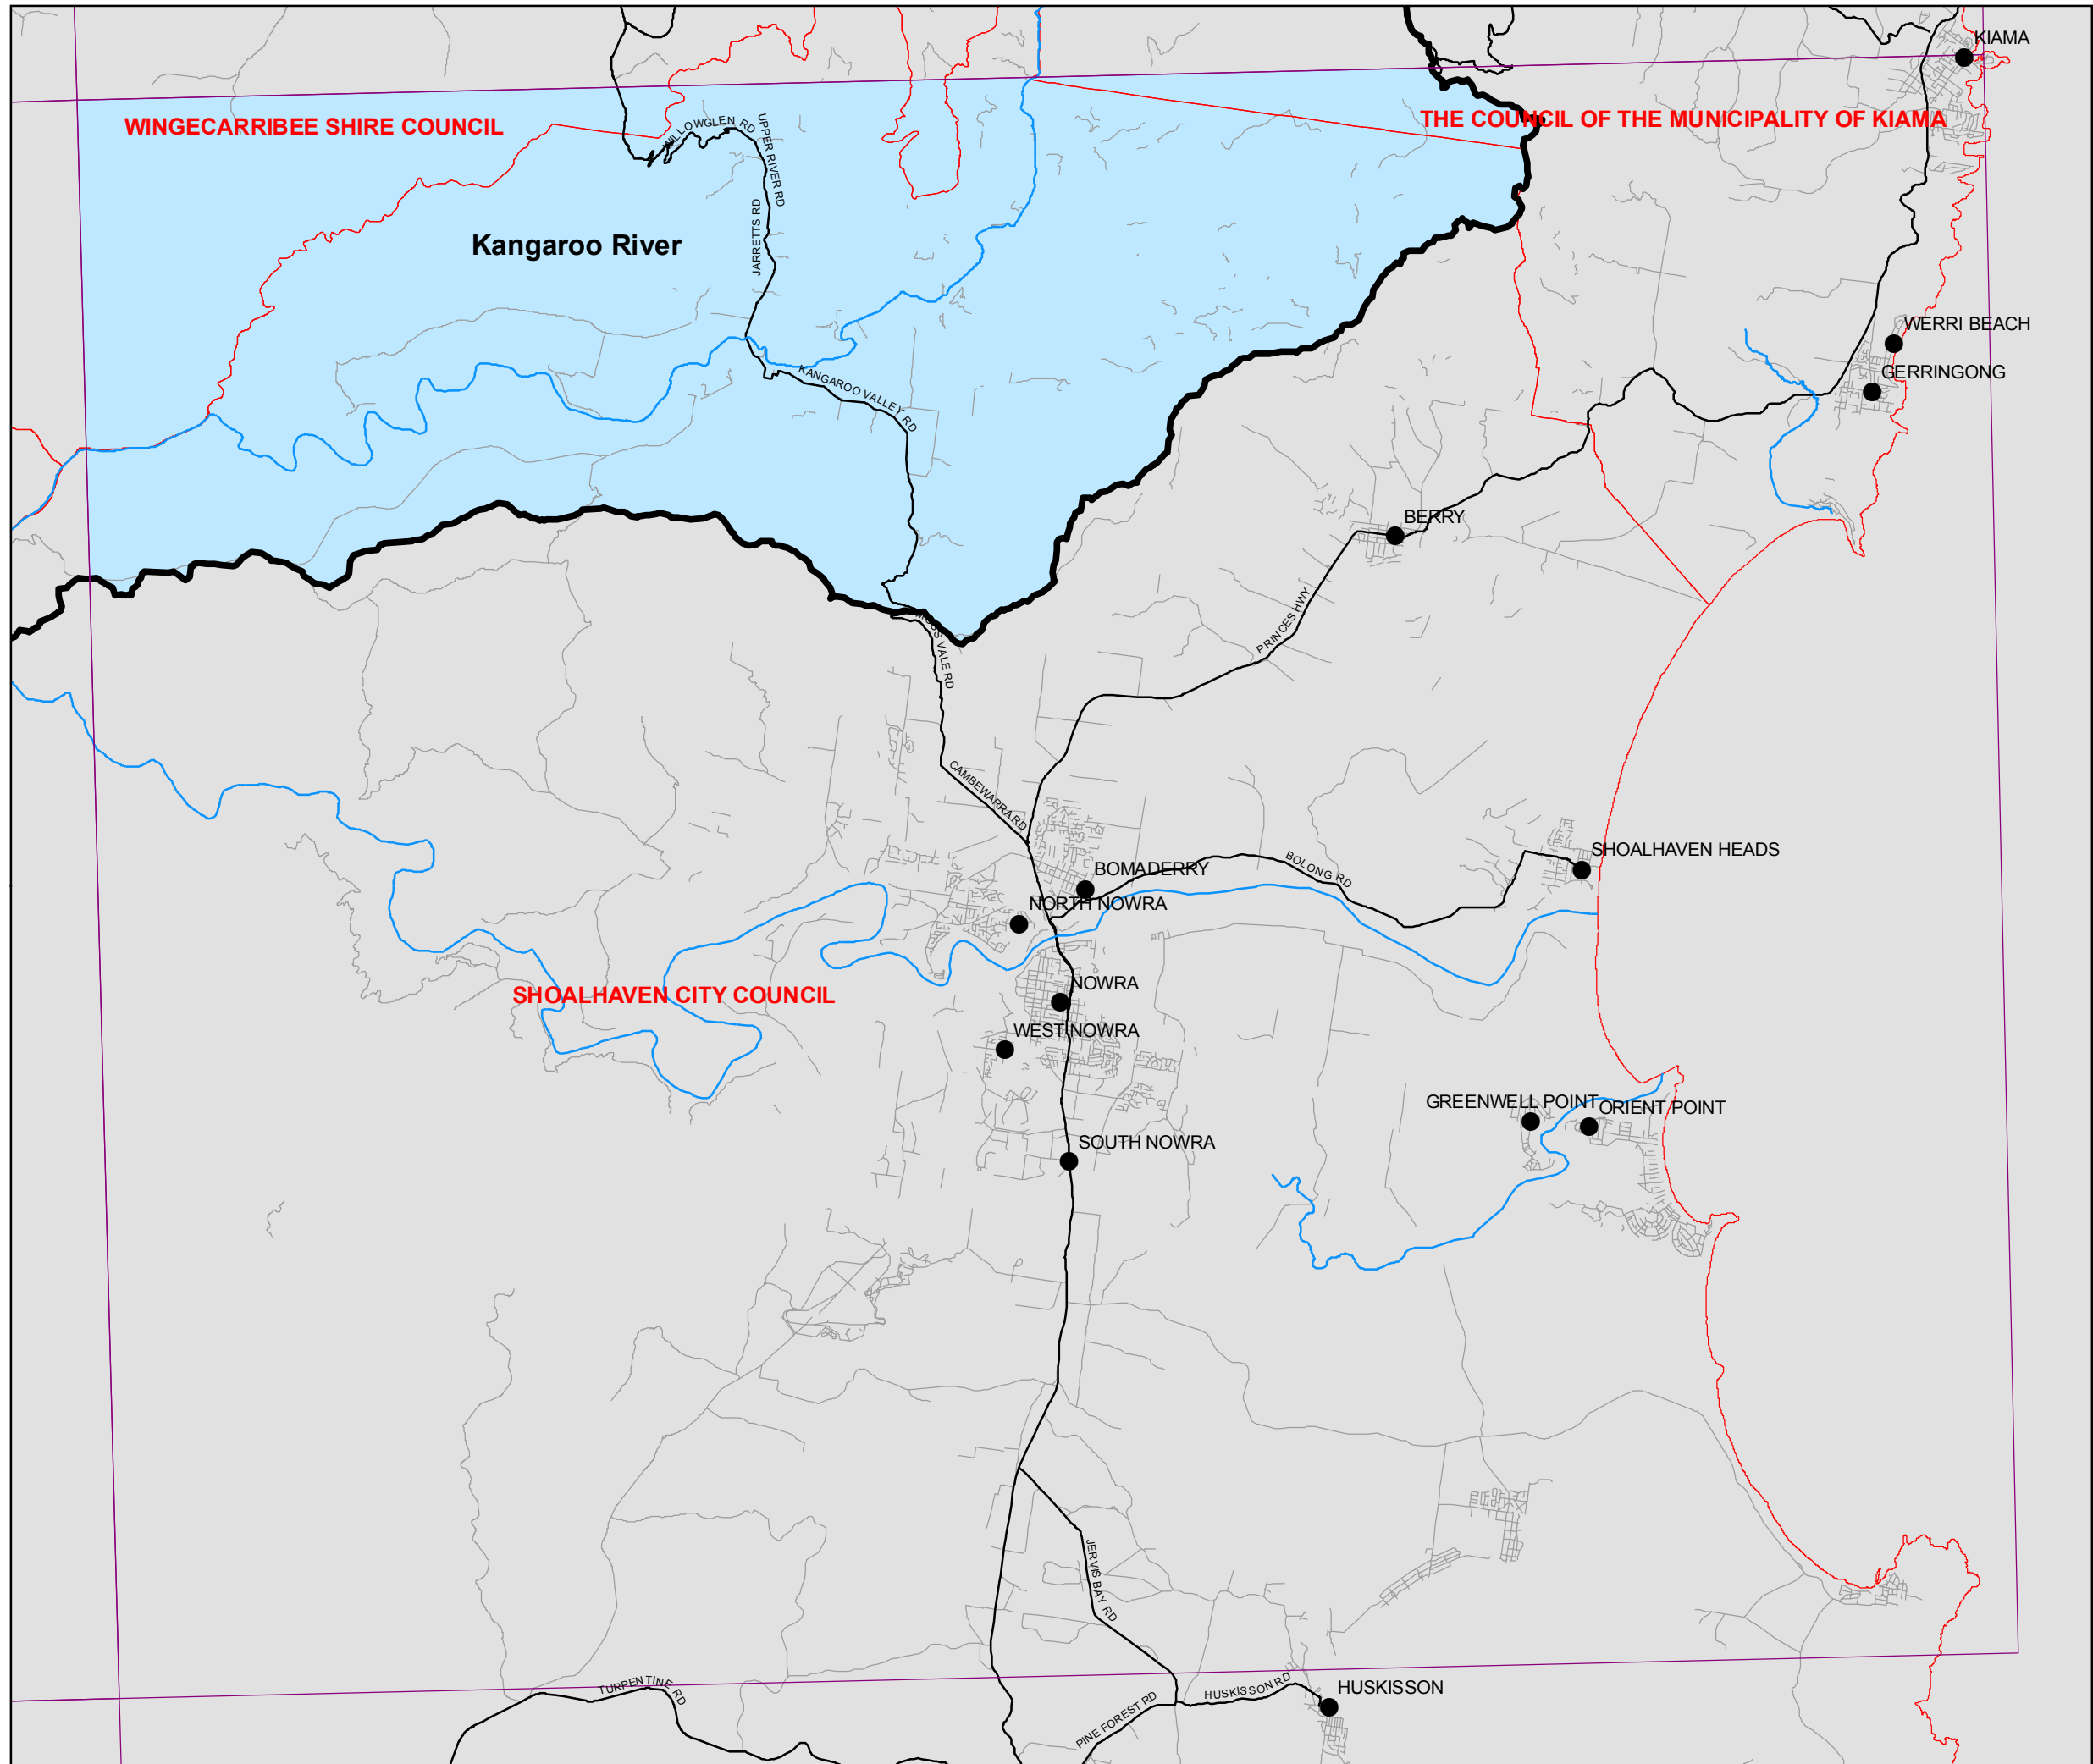 KIAMA
WINGECARRIBEE SHIRE COUNCIL
THE COUNCIL OF THE MUNICIPALITY OF KIAMA
WILLOWGLEN RD
UPPER RIVER RD
JARRETTS RD
Kangaroo River
WERRI BEACH
GERRINGONG
KANGAROO VALLEY RD
BERRY
PRINCES HWY
MOSS VALE RD
CAMBEWARRA RD
SHOALHAVEN HEADS
BOLONG RD
BOMADERRY
NORTH NOWRA
NOWRA
SHOALHAVEN CITY COUNCIL
WEST NOWRA
GREENWELL POINT
ORIENT POINT
SOUTH NOWRA
JERVIS BAY RD
TURPENTINE RD
HUSKISSON RD
HUSKISSON
PINE FOREST RD